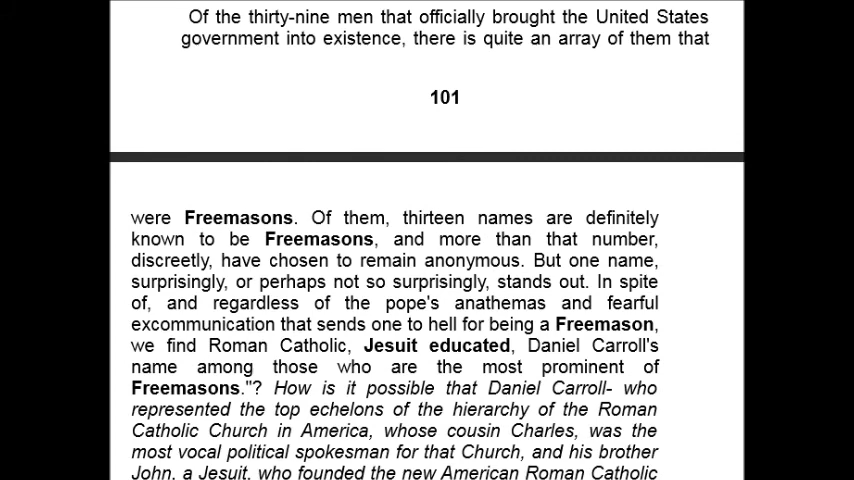 Of the thirty-nine men that officially brought the United States
government into existence, there is quite an array of them that
101
were Freemasons. Of them, thirteen names are definitely
known to be Freemasons, and more than that number,
discreetly, have chosen to remain anonymous. But one name,
surprisingly, or perhaps not so surprisingly, stands out. In spite
of, and regardless of the pope's anathemas and fearful
excommunication that sends one to hell for being a Freemason,
we find Roman Catholic, Jesuit educated, Daniel Carroll's
name among those who are the most prominent of
Freemasons."? How is it possible that Daniel Carroll- who
represented the top echelons of the hierarchy of the Roman
Catholic Church in America, whose cousin Charles, was the
most vocal political spokesman for that Church, and his brother
John, a Jesuit, who founded the new American Roman Catholic